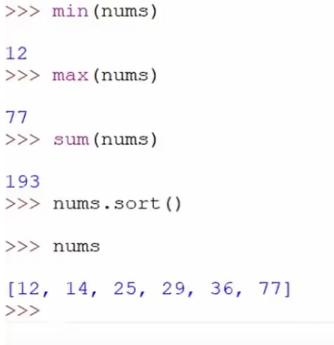 >>> min(nums)
12
>>> max(nums)
77
>>> sum(nums)
193
>>> nums.sort()
>>> nums
[12, 14, 25, 29, 36, 77]
>>>